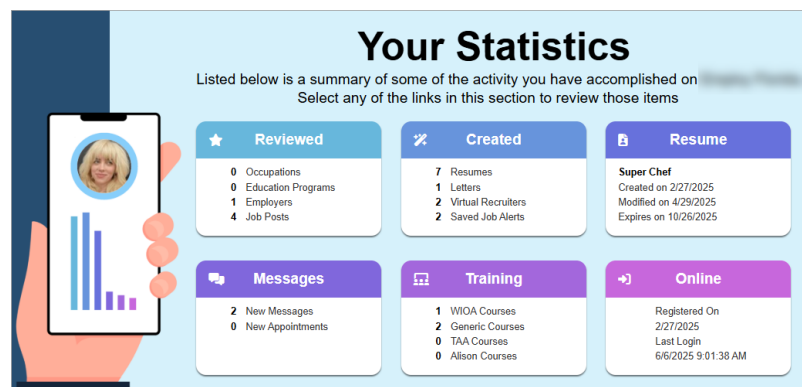 Your Statistics
Listed below is a summary of some of the activity you have accomplished on
Select any of the links in this section to review those items
Reviewed
0 Occupations
0 Education Programs
1 Employers
4 Job Posts
Created
7 Resumes
1 Letters
2 Virtual Recruiters
2 Saved Job Alerts
Resume
Super Chef
Created on 2/27/2025
Modified on 4/29/2025
Expires on 10/26/2025
Messages
2 New Messages
0 New Appointments
Training
1 WIOA Courses
2 Generic Courses
0 TAA Courses
0 Alison Courses
Online
Registered On
2/27/2025
Last Login
6/6/2025 9:01:38 AM